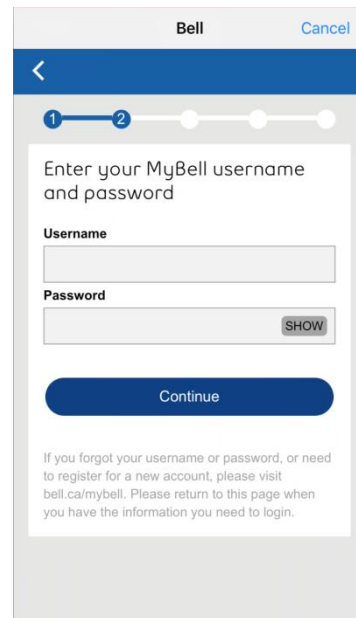 Bell Cancel
1 2
Enter your MyBell username
and password
Username
Password
SHOW
Continue
If you forgot your username or password, or need
to register for a new account, please visit
bell.ca/mybell. Please return to this page when
you have the information you need to login.